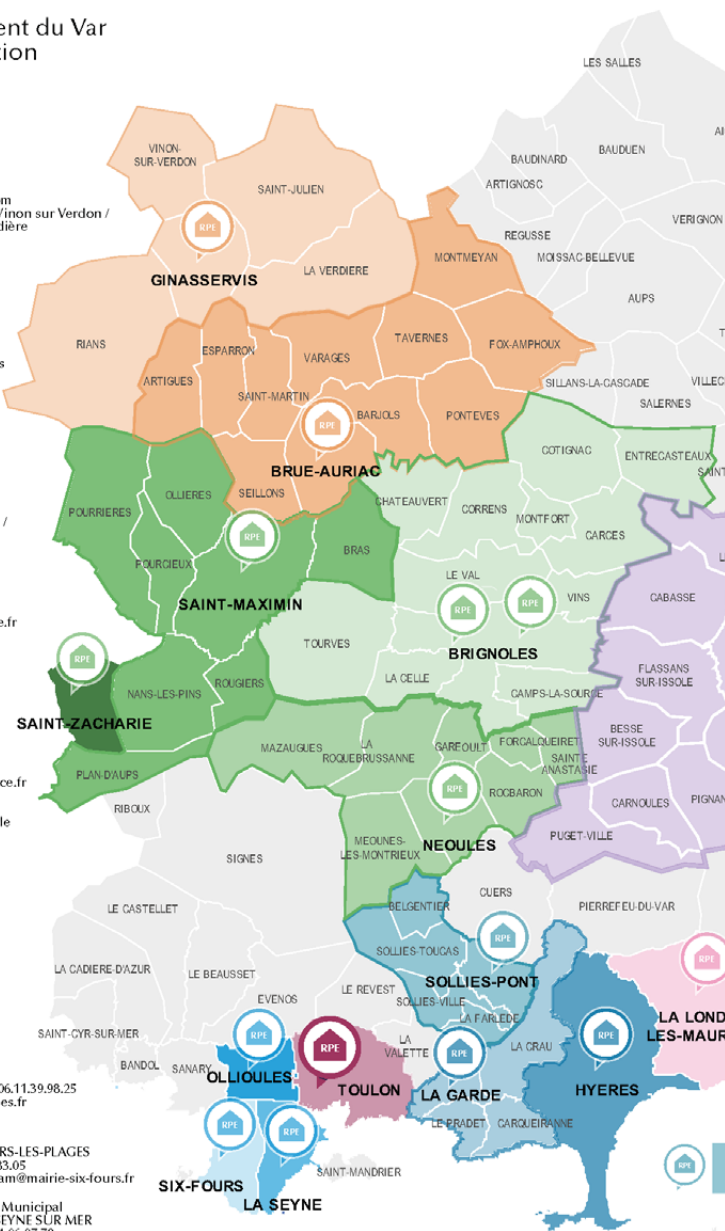 ent du Var
tion
LES SALLES
BAUDUEN
BAUDINARD
ARTIGNOSC
VINON-
SUR-VERDON
SAINT-JULIEN
om
Vinon sur Verdon /
dière
RPE
VERIGNON
REGUSSE
MONTMEYAN
MOISSAC-BELLEVUE
LA VERDIERE
GINASSERVIS
AUPS
RIANS
ESPARRON
VARAGES
TAVERNES
FOX-AMPHOUX
s
ARTIGUES
SAINT-MARTIN
SILLANS-LA-CASCADE
VILLEC
SALERNES
RPE
BARJOLS
PONTEVES
BRUE-AURIAC
COTIGNAC
ENTRECASTEAUX
SAINT
OLLIERES
SEILLONS
CHATEAUVERT
CORRENS
MONTFORT
POURRIERES
/
RPE
CARCES
BRAS
POURCIEUX
LE VAL
CABASSE
SAINT-MAXIMIN
RPE
RPE
VINS
e.fr
TOURVES
BRIGNOLES
RPE
FLASSANS
SUR-ISSOLE
LA CELLE
ROUGIERS
NANS-LES-PINS
CAMPS-LA-SOURCE
SAINT-ZACHARIE
BESSE
SUR-ISSOLE
MAZAUGUES
LA
ROQUEBRUSSANNE
GAREOULT
FORCALQUEIRET
SAINTE
ANASTASIE
PLAN-D'AUPS
ce.fr
RPE
ROCBARON
CARNOULES
PIGNAN
RIBOUX
le
MEOUNES-
LES-MONTRIEUX
NEOULES
PUGET-VILLE
SIGNES
CUERS
LE CASTELLET
BELGENTIER
PIERREFEU-DU-VAR
RPE
SOLLIES-TOUCAS
RPE
LA CADIERE-D'AZUR
LE BEAUSSET
SOLLIES-PONT
LE REVEST
EVENOS
SOLLIES-VILLE
LA FARLEDE
LA LOND
LES-MAUR
SAINT-CYR-SUR-MER
RPE
RPE
LA
VALETTE
RPE
LA CRAU
RPE
BANDOL
SANARY
OLLIOULES
TOULON
LA GARDE
HYERES
06.11.39.98.25
es.fr
RPE
RPE
LE PRADET
CARQUEIRANNE
RS-LES-PLAGES
83.05
am@mairie-six-fours.fr
SAINT-MANDRIER
RPE
SIX-FOURS
LA SEYNE
Municipal
SEYNE SUR MER